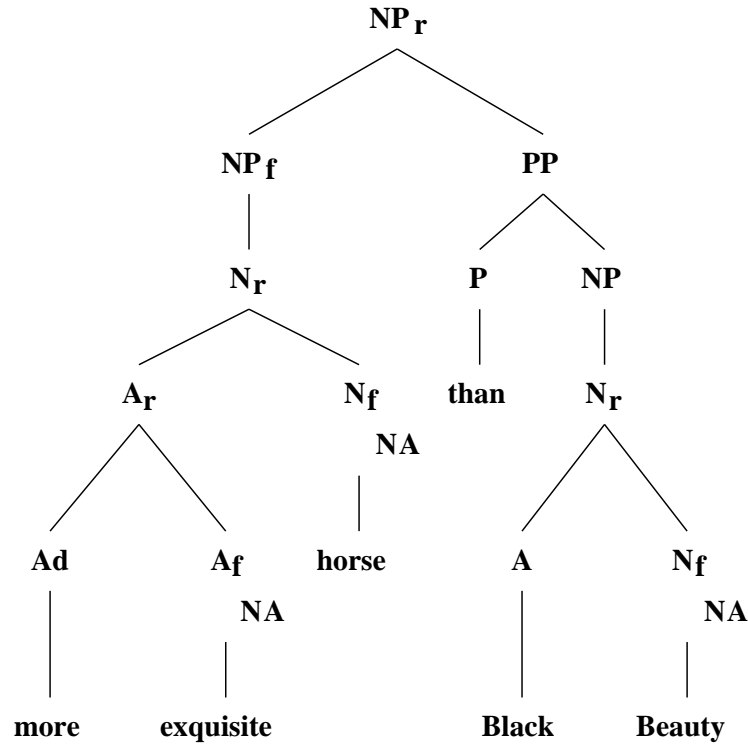 NPr
NPf PP
Nr P NP
Ar Nf than Nr
NA
Ad Af horse A Nf
NA NA
more exquisite Black Beauty